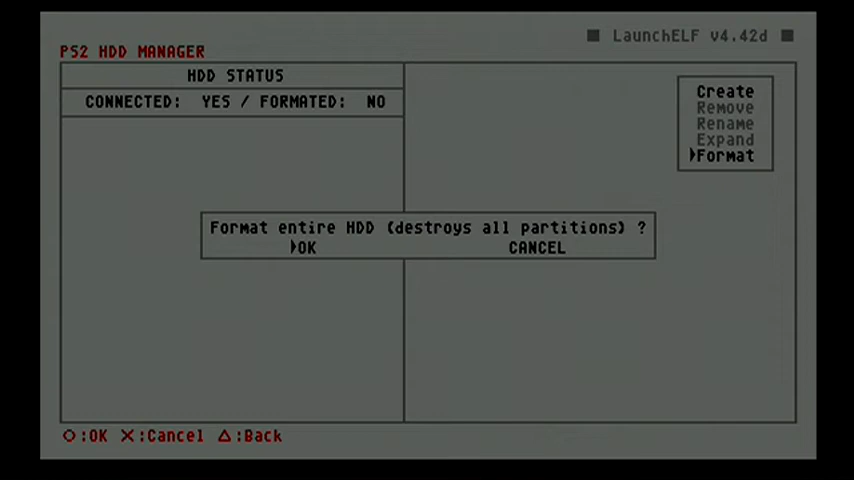 ■ LaunchELF v4.42d ■
PS2 HDD MANAGER
HDD STATUS
CONNECTED: YES / FORMATED: NO
Create
Remove
Rename
Expand
Format
Format entire HDD (destroys all partitions) ?
OK CANCEL
○:OK ✕:Cancel △:Back